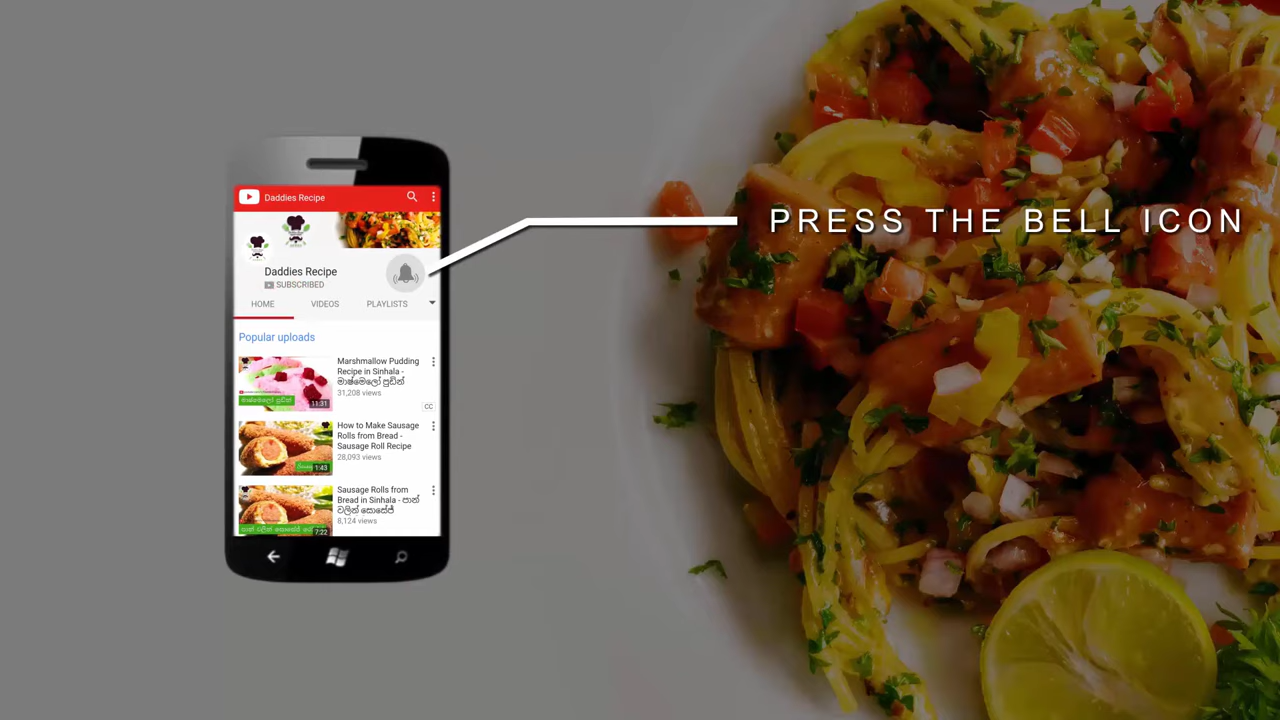 Daddies Recipe
PRESS THE BELL ICON
Daddies Recipe
SUBSCRIBED
HOME VIDEOS PLAYLISTS
Popular uploads
Marshmallow Pudding
Recipe in Sinhala -
මාෂ්මෙලෝ පුඩින්
31,208 views
මාෂ්මෙලෝ පුඩින්
11:31
CC
How to Make Sausage
Rolls from Bread -
Sausage Roll Recipe
28,093 views
1:43
Sausage Rolls from
Bread in Sinhala - පාන්
වලින් සොසේජ්
8,124 views
පාන් වලින් සොසේජ්
7:22